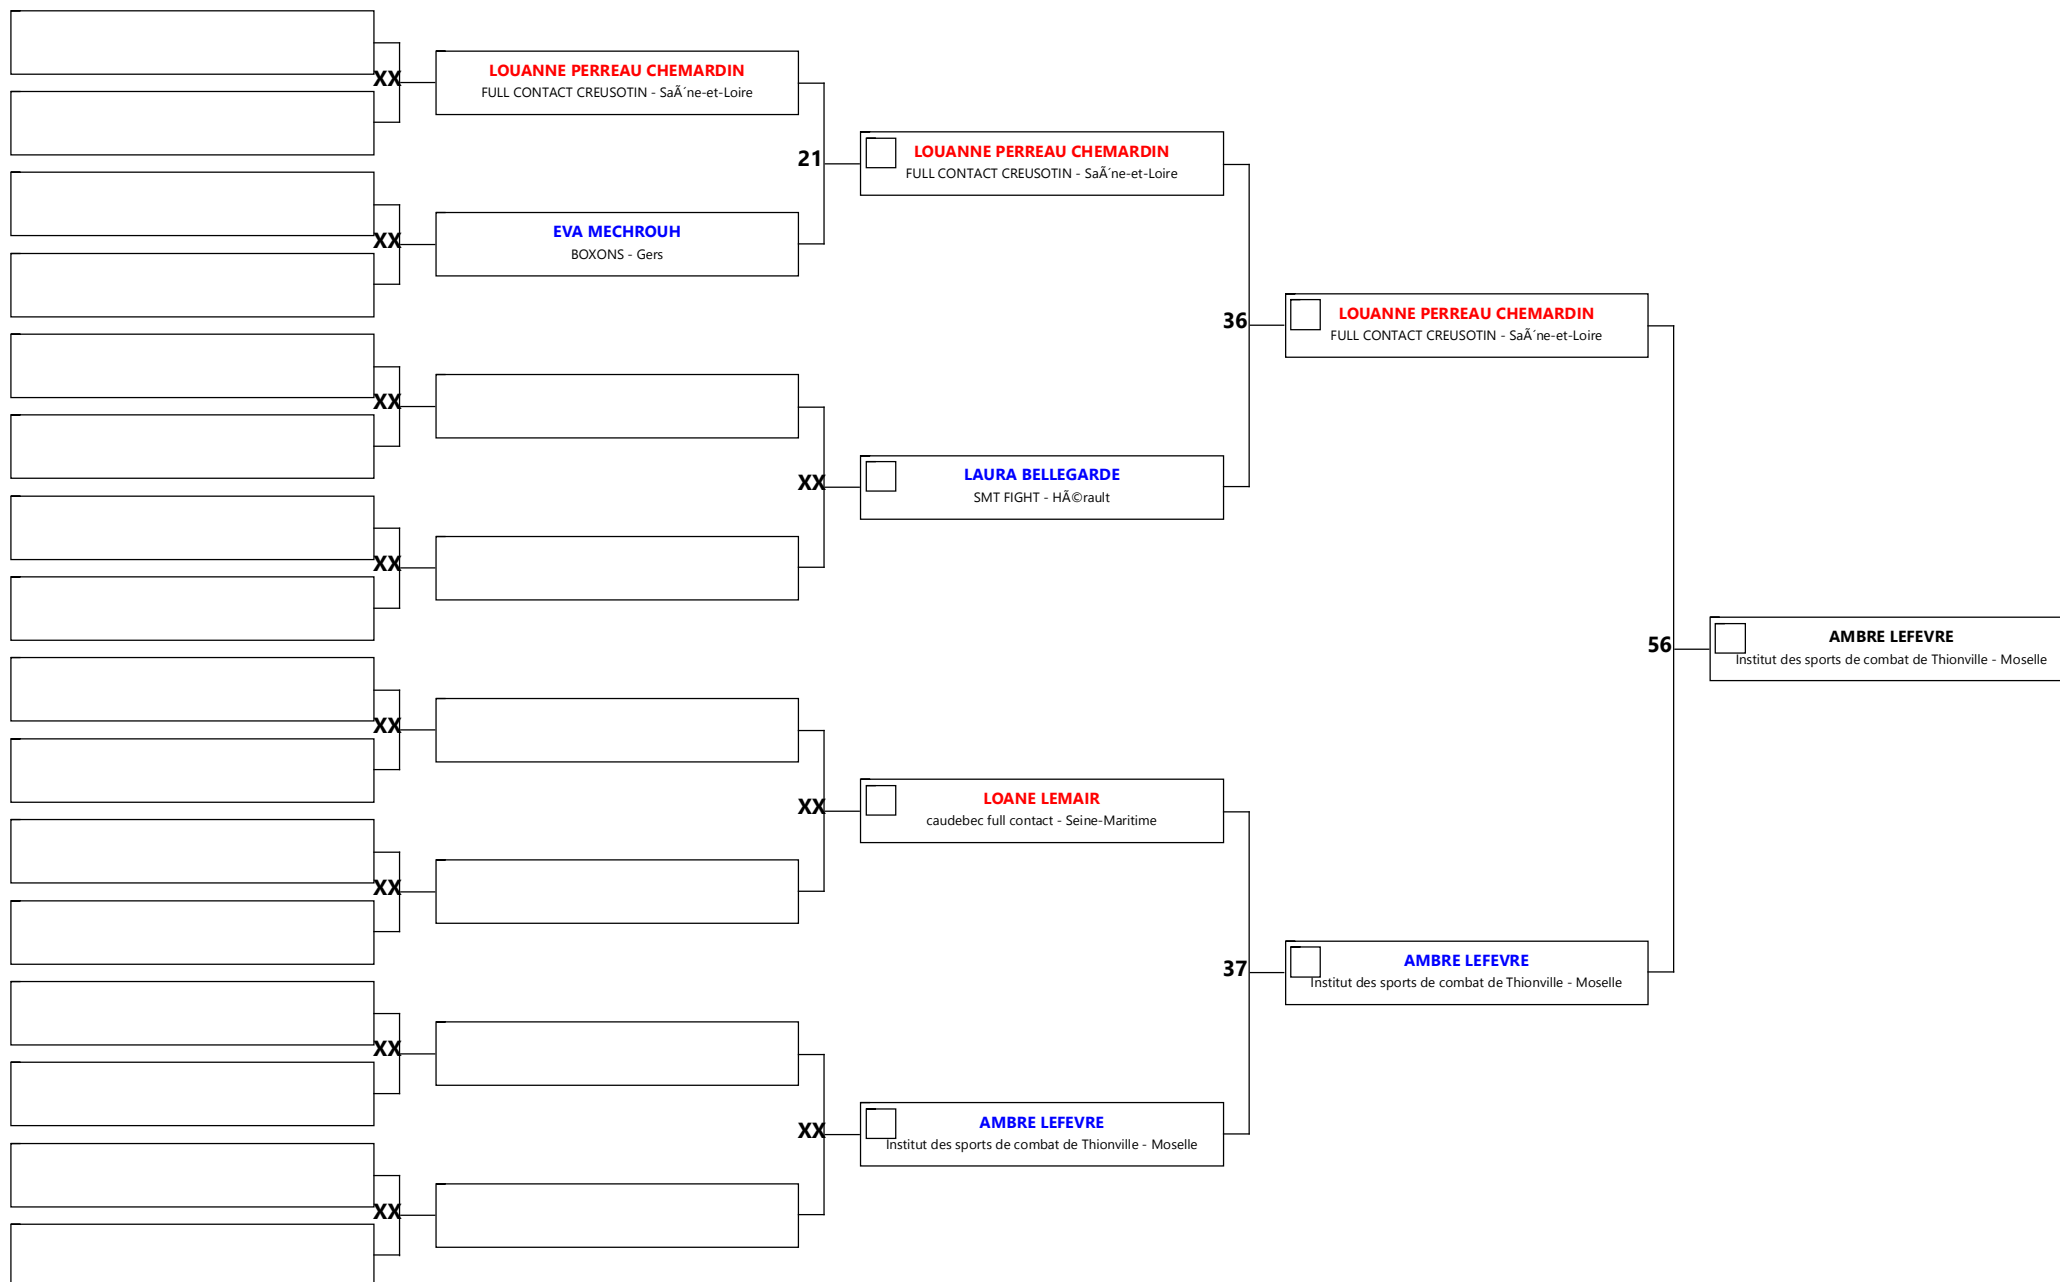 XX
LOUANNE PERREAU CHEMARDIN
FULL CONTACT CREUSOTIN - SaÃ´ne-et-Loire
21
LOUANNE PERREAU CHEMARDIN
FULL CONTACT CREUSOTIN - SaÃ´ne-et-Loire
XX
EVA MECHROUH
BOXONS - Gers
36
LOUANNE PERREAU CHEMARDIN
FULL CONTACT CREUSOTIN - SaÃ´ne-et-Loire
XX
XX
LAURA BELLEGARDE
SMT FIGHT - HÃ©rault
XX
56
AMBRE LEFEVRE
Institut des sports de combat de Thionville - Moselle
XX
XX
LOANE LEMAIR
caudebec full contact - Seine-Maritime
XX
37
AMBRE LEFEVRE
Institut des sports de combat de Thionville - Moselle
XX
XX
AMBRE LEFEVRE
Institut des sports de combat de Thionville - Moselle
XX